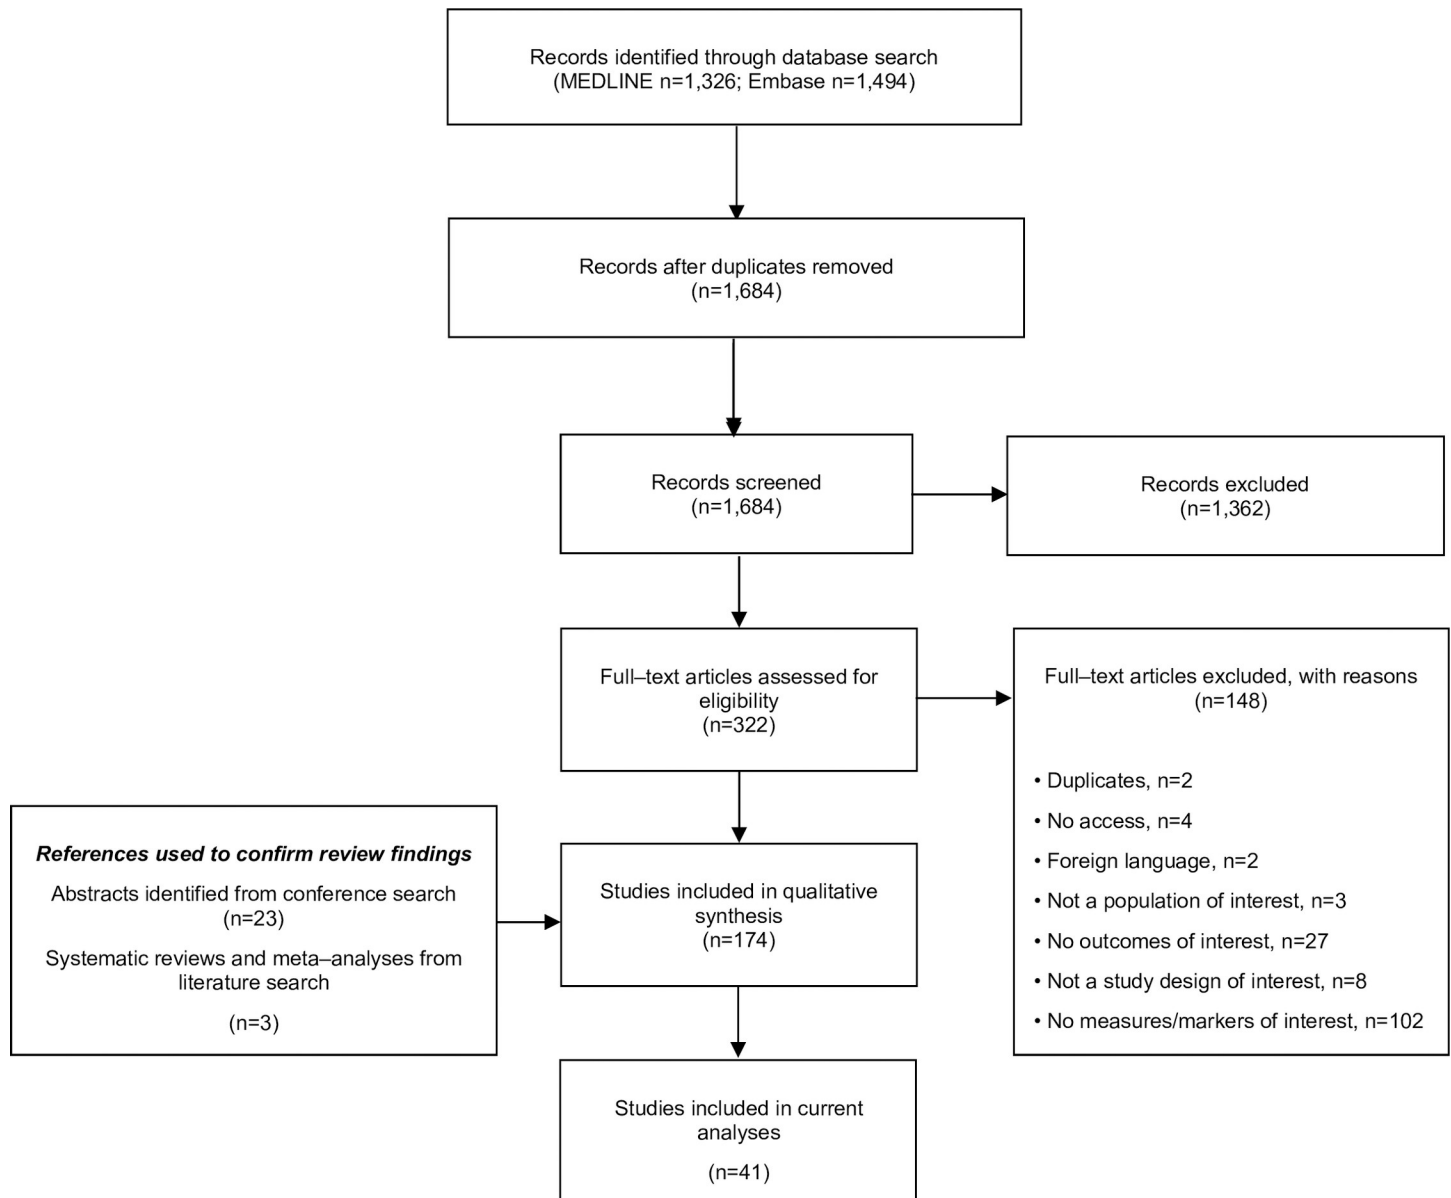 Records identified through database search
(MEDLINE n=1,326; Embase n=1,494)
Records after duplicates removed
(n=1,684)
Records screened
(n=1,684)
Records excluded
(n=1,362)
Full–text articles assessed for
eligibility
(n=322)
Full–text articles excluded, with reasons
(n=148)
• Duplicates, n=2
• No access, n=4
• Foreign language, n=2
• Not a population of interest, n=3
• No outcomes of interest, n=27
• Not a study design of interest, n=8
• No measures/markers of interest, n=102
References used to confirm review findings
Abstracts identified from conference search
(n=23)
Systematic reviews and meta–analyses from
literature search
(n=3)
Studies included in qualitative
synthesis
(n=174)
Studies included in current
analyses
(n=41)